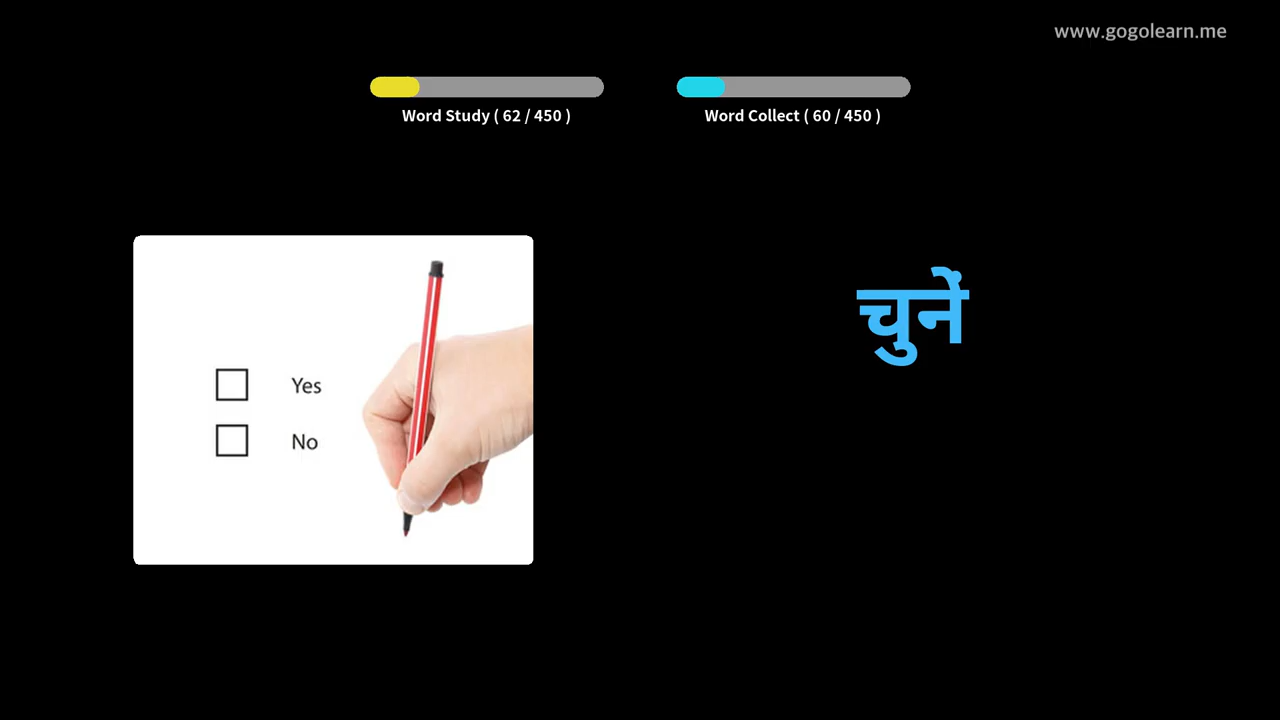 www.gogolearn.me
Word Study ( 62 / 450 )
Word Collect ( 60 / 450 )
चुनें
Yes
No